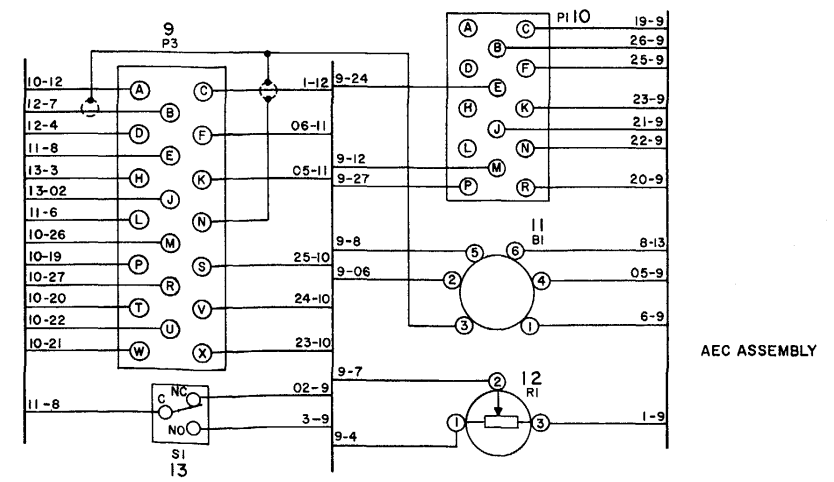 9
P3
10-12
12-7
12-4
11-8
13-3
13-02
11-6
10-26
10-19
10-27
10-20
10-22
10-21
11-8
A
B
D
E
H
J
L
M
P
R
T
U
W
C
F
K
N
S
V
X
1-12
06-11
05-11
25-10
24-10
23-10
02-9
3-9
C
NC
NO
S1
13
9-24
9-12
9-27
9-8
9-06
9-7
9-4
P1 10
A
B
D
E
H
J
L
M
P
C
F
K
N
R
19-9
26-9
25-9
23-9
21-9
22-9
20-9
11
B1
5
6
2
4
3
1
8-13
05-9
6-9
12
R1
2
1
3
1-9
AEC ASSEMBLY